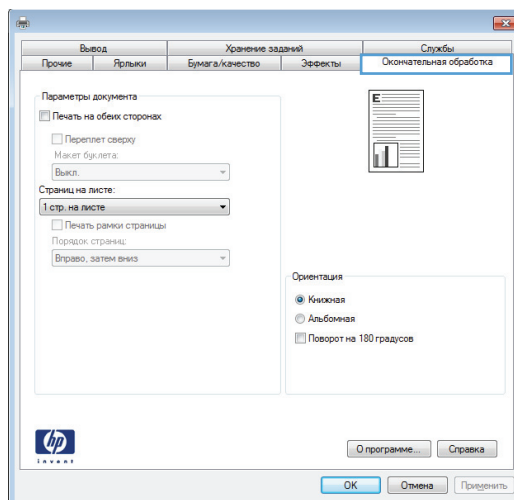 Вывод
Хранение заданий
Службы
Прочие
Ярлыки
Бумага/качество
Эффекты
Окончательная обработка
Параметры документа
Печать на обеих сторонах
Переплет сверху
Макет буклета:
Выкл.
Страниц на листе:
1 стр. на листе
Печать рамки страницы
Порядок страниц:
Вправо, затем вниз
E
Ориентация
Книжная
Альбомная
Поворот на 180 градусов
hp
invent
О программе...
Справка
OK
Отмена
Применить